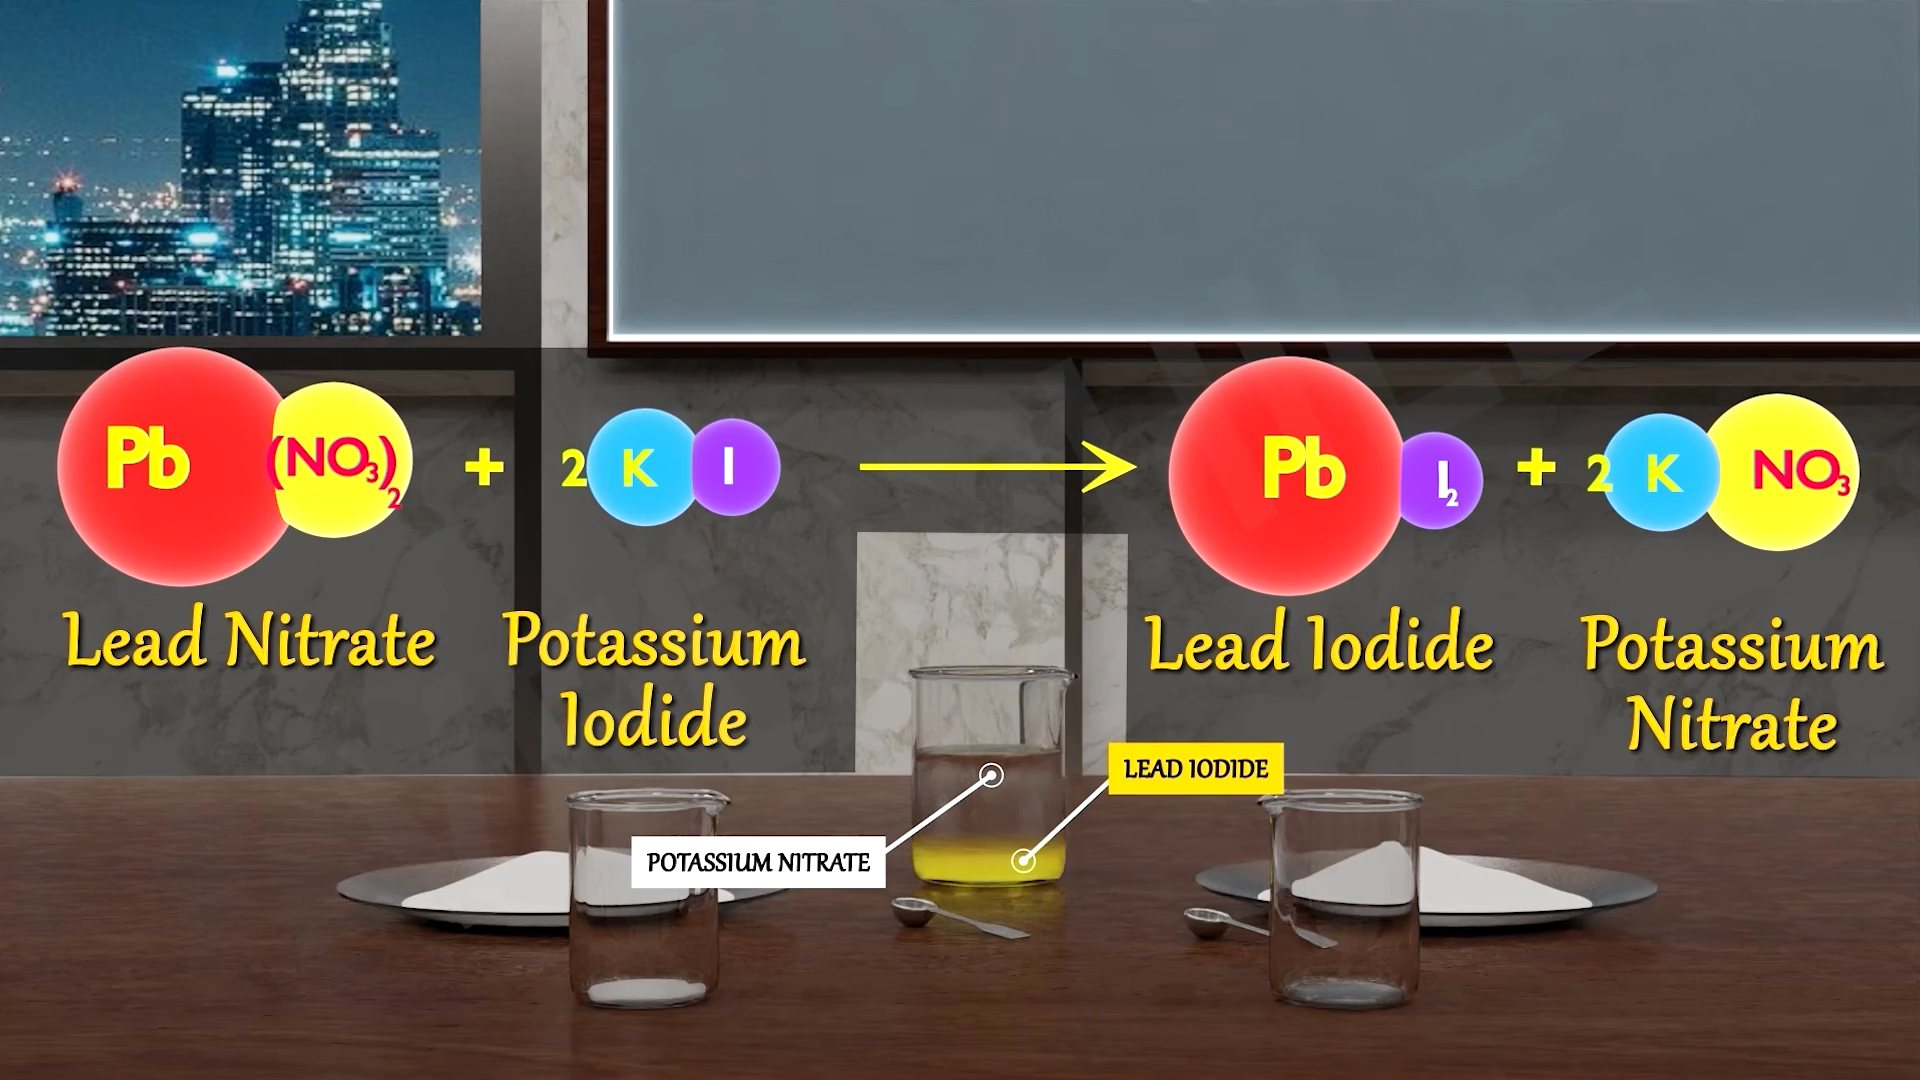 Pb (NO₃)₂ + 2 K I → Pb I₂ + 2 K NO₃
Lead Nitrate
Potassium
Iodide
Lead Iodide
Potassium
Nitrate
LEAD IODIDE
POTASSIUM NITRATE